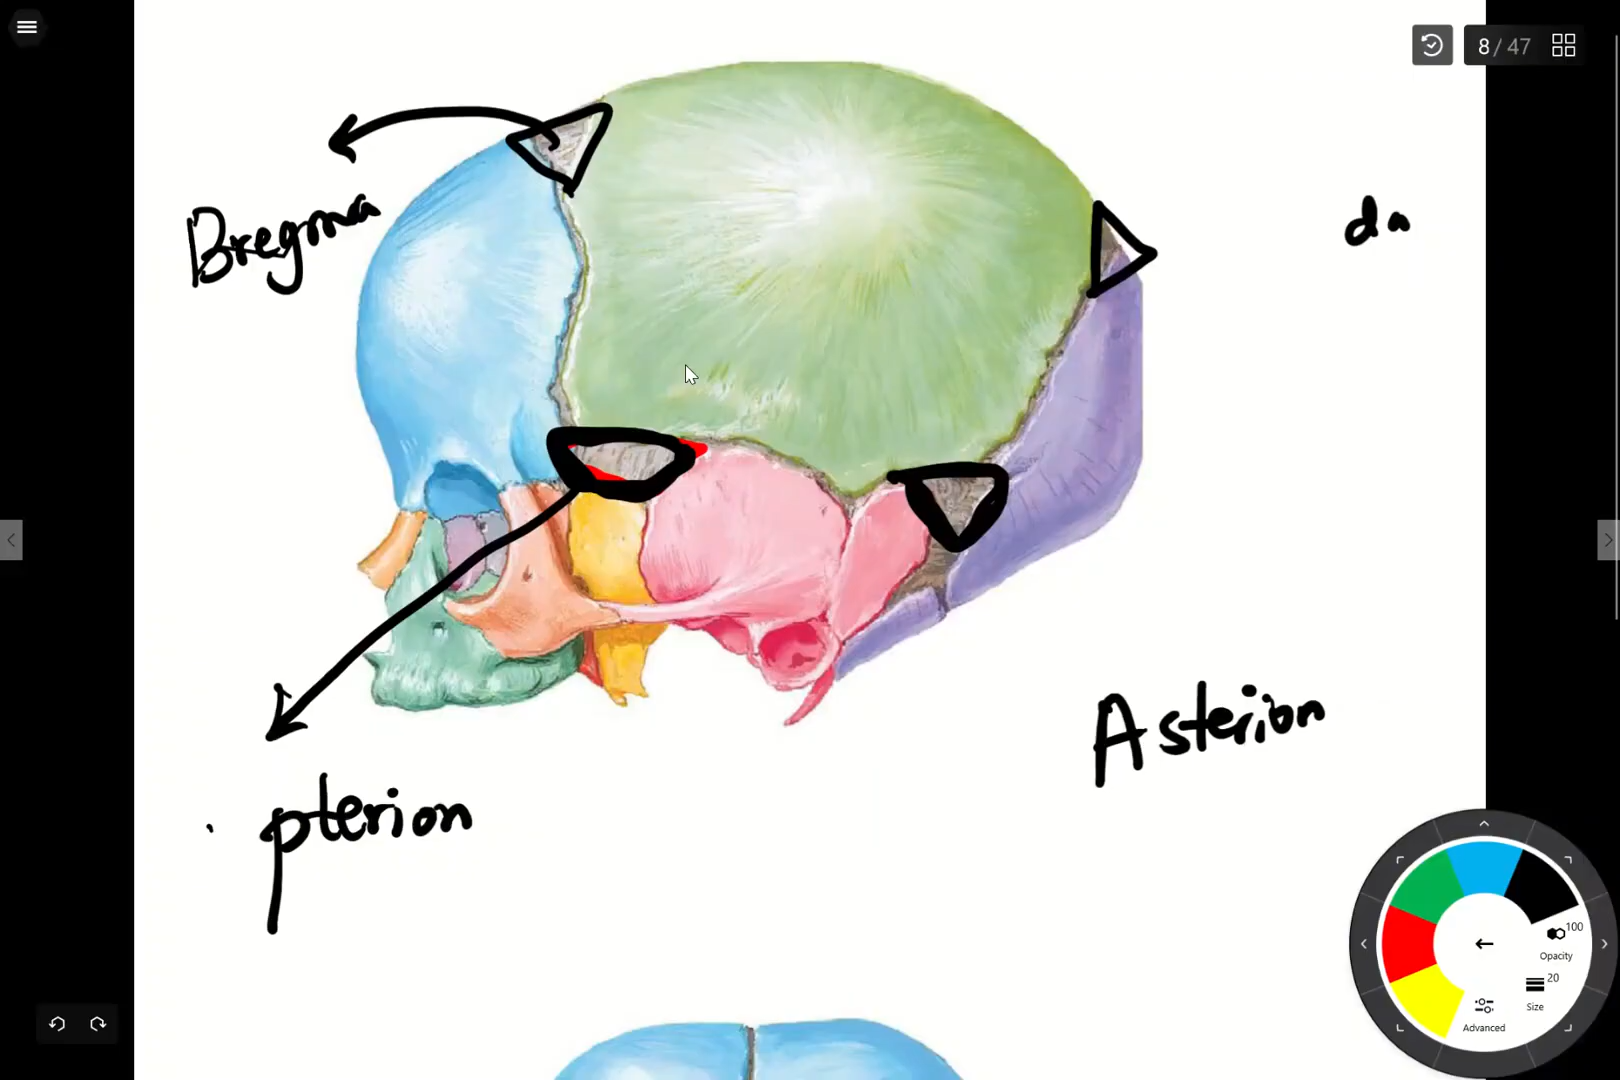 8 / 47
Bregma
da
Asterion
pterion
100
Opacity
20
Size
Advanced